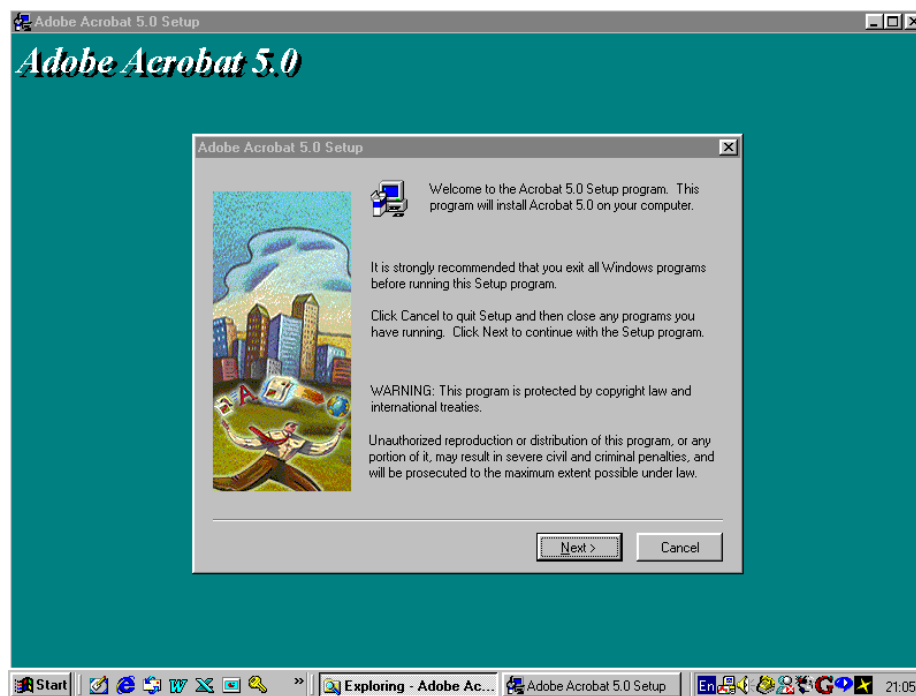 Adobe Acrobat 5.0 Setup
Adobe Acrobat 5.0
Adobe Acrobat 5.0 Setup
Welcome to the Acrobat 5.0 Setup program. This
program will install Acrobat 5.0 on your computer.
It is strongly recommended that you exit all Windows programs
before running this Setup program.
Click Cancel to quit Setup and then close any programs you
have running. Click Next to continue with the Setup program.
WARNING: This program is protected by copyright law and
international treaties.
Unauthorized reproduction or distribution of this program, or any
portion of it, may result in severe civil and criminal penalties, and
will be prosecuted to the maximum extent possible under law.
Next >
Cancel
Start
Exploring - Adobe Ac...
Adobe Acrobat 5.0 Setup
En
21:05